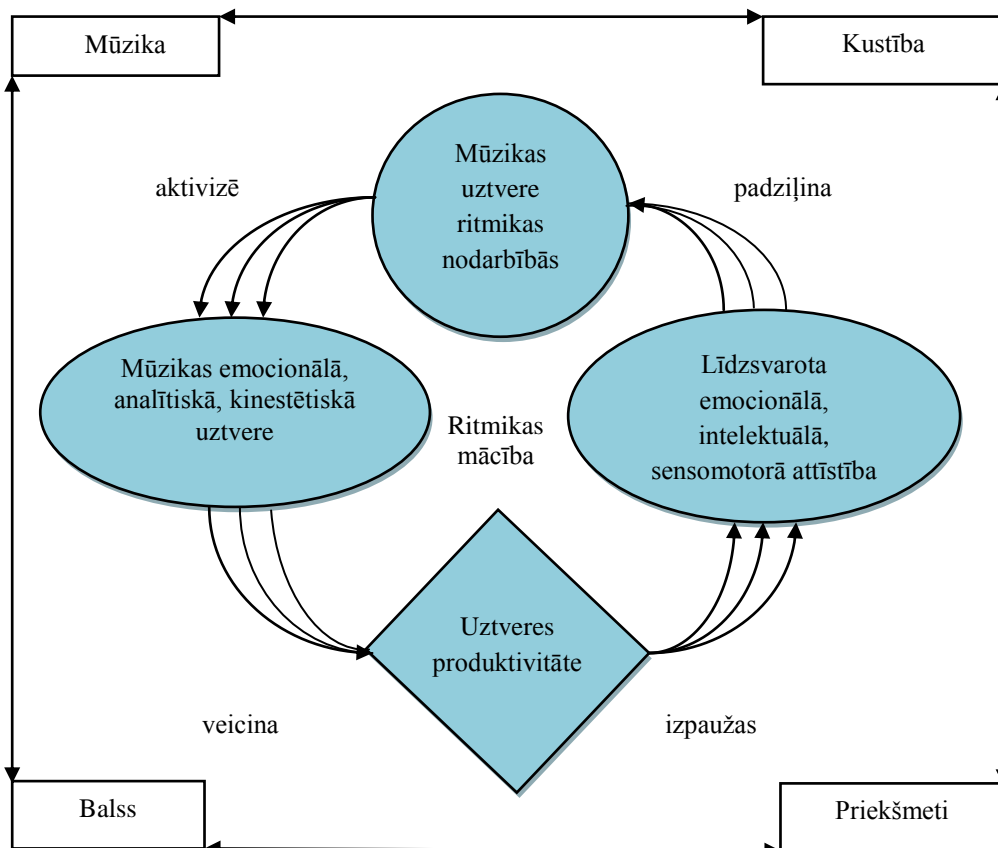 Mūzika
Kustība
Mūzikas
uztvere
ritmikas
nodarbībās
aktivizē
padziļina
Mūzikas emocionālā,
analītiskā, kinestētiskā
uztvere
Līdzsvarota
emocionālā,
intelektuālā,
sensomotorā attīstība
Ritmikas
mācība
Uztveres
produktivitāte
veicina
izpaužas
Balss
Priekšmeti